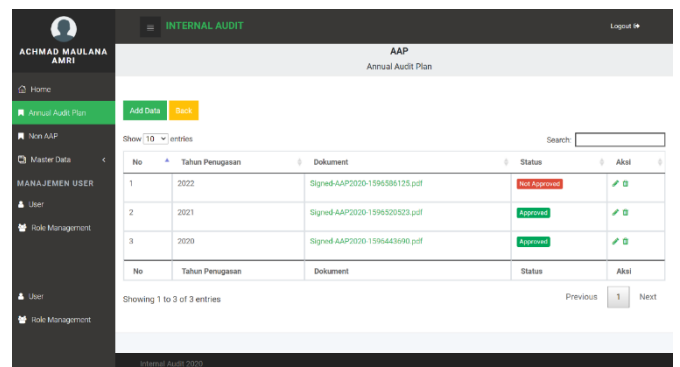 INTERNAL AUDIT
Logout
ACHMAD MAULANA
AMRI
Home
Annual Audit Plan
Non AAP
Master Data
MANAJEMEN USER
User
Role Management
User
Role Management
AAP
Annual Audit Plan
Add Data Back
Show 10 entries Search:
No Tahun Penugasan Dokument Status Aksi
1 2022 Signed-AAP2020-1596586125.pdf Not Approved
2 2021 Signed-AAP2020-1596520523.pdf Approved
3 2020 Signed-AAP2020-1596443690.pdf Approved
No Tahun Penugasan Dokument Status Aksi
Showing 1 to 3 of 3 entries Previous 1 Next
Internal Audit 2020